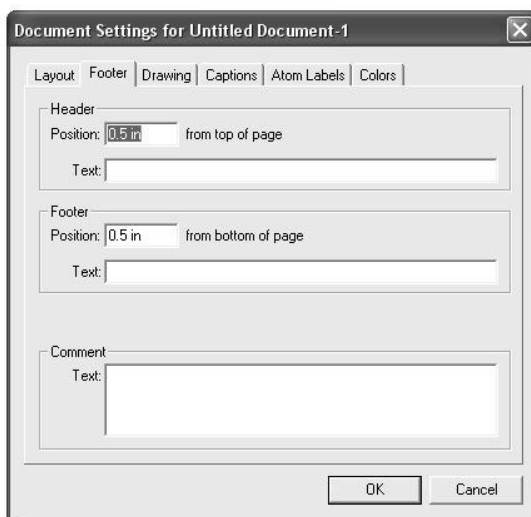 Document Settings for Untitled Document-1
Layout Footer Drawing Captions Atom Labels Colors
Header
Position: 0.5 in from top of page
Text:
Footer
Position: 0.5 in from bottom of page
Text:
Comment
Text:
OK Cancel